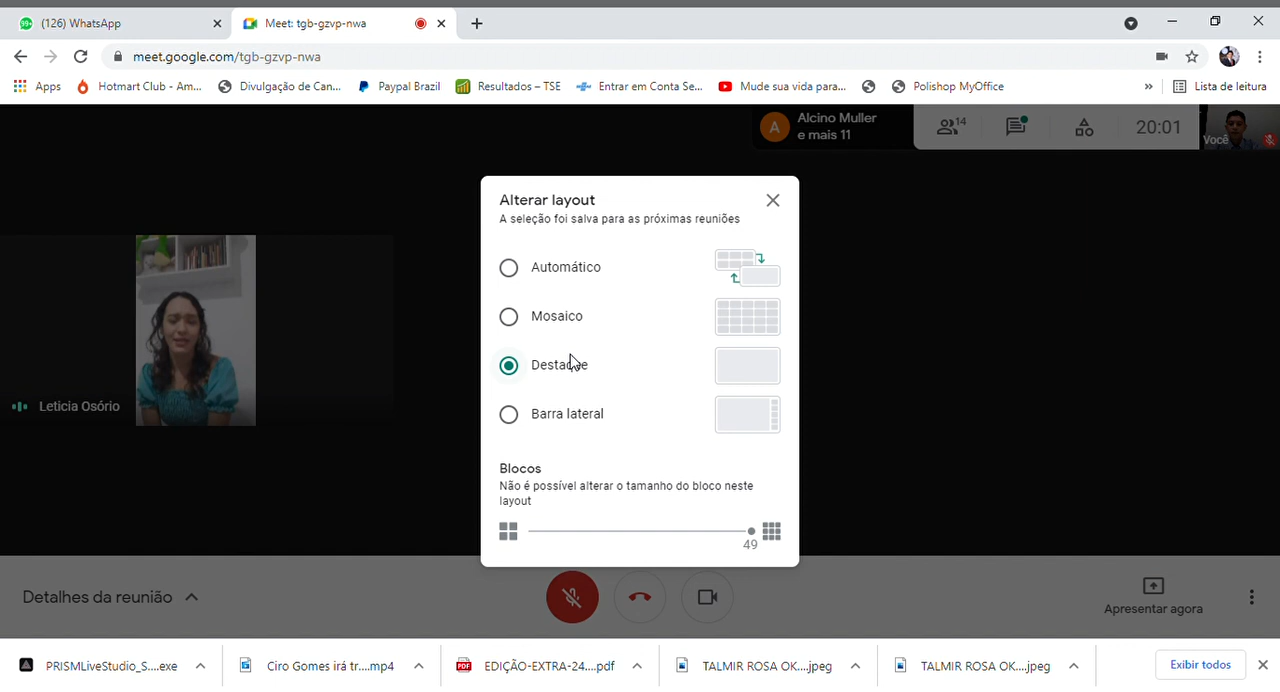 99+ (126) WhatsApp
Meet: tgb-gzvp-nwa
meet.google.com/tgb-gzvp-nwa
Apps
Hotmart Club - Am...
Divulgação de Can...
Paypal Brazil
Resultados – TSE
Entrar em Conta Se...
Mude sua vida para...
Polishop MyOffice
»
Lista de leitura
A
Alcino Muller
e mais 11
14
20:01
Você
Alterar layout
A seleção foi salva para as próximas reuniões
Automático
Mosaico
Destaque
Barra lateral
Leticia Osório
Blocos
Não é possível alterar o tamanho do bloco neste
layout
49
Detalhes da reunião
Apresentar agora
PRISMLiveStudio_S....exe
Ciro Gomes irá tr....mp4
PDF
EDIÇÃO-EXTRA-24....pdf
TALMIR ROSA OK....jpeg
TALMIR ROSA OK....jpeg
Exibir todos